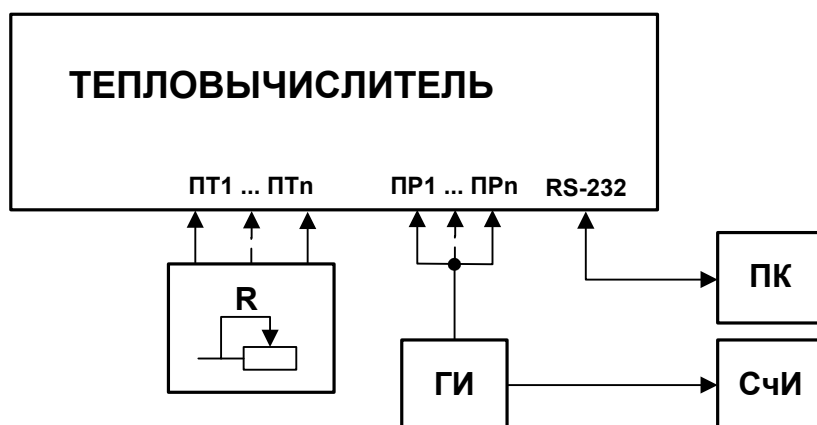 ТЕПЛОВЫЧИСЛИТЕЛЬ
ПТ1 ... ПТn ПР1 ... ПРn RS-232
ПК
R
ГИ
СчИ